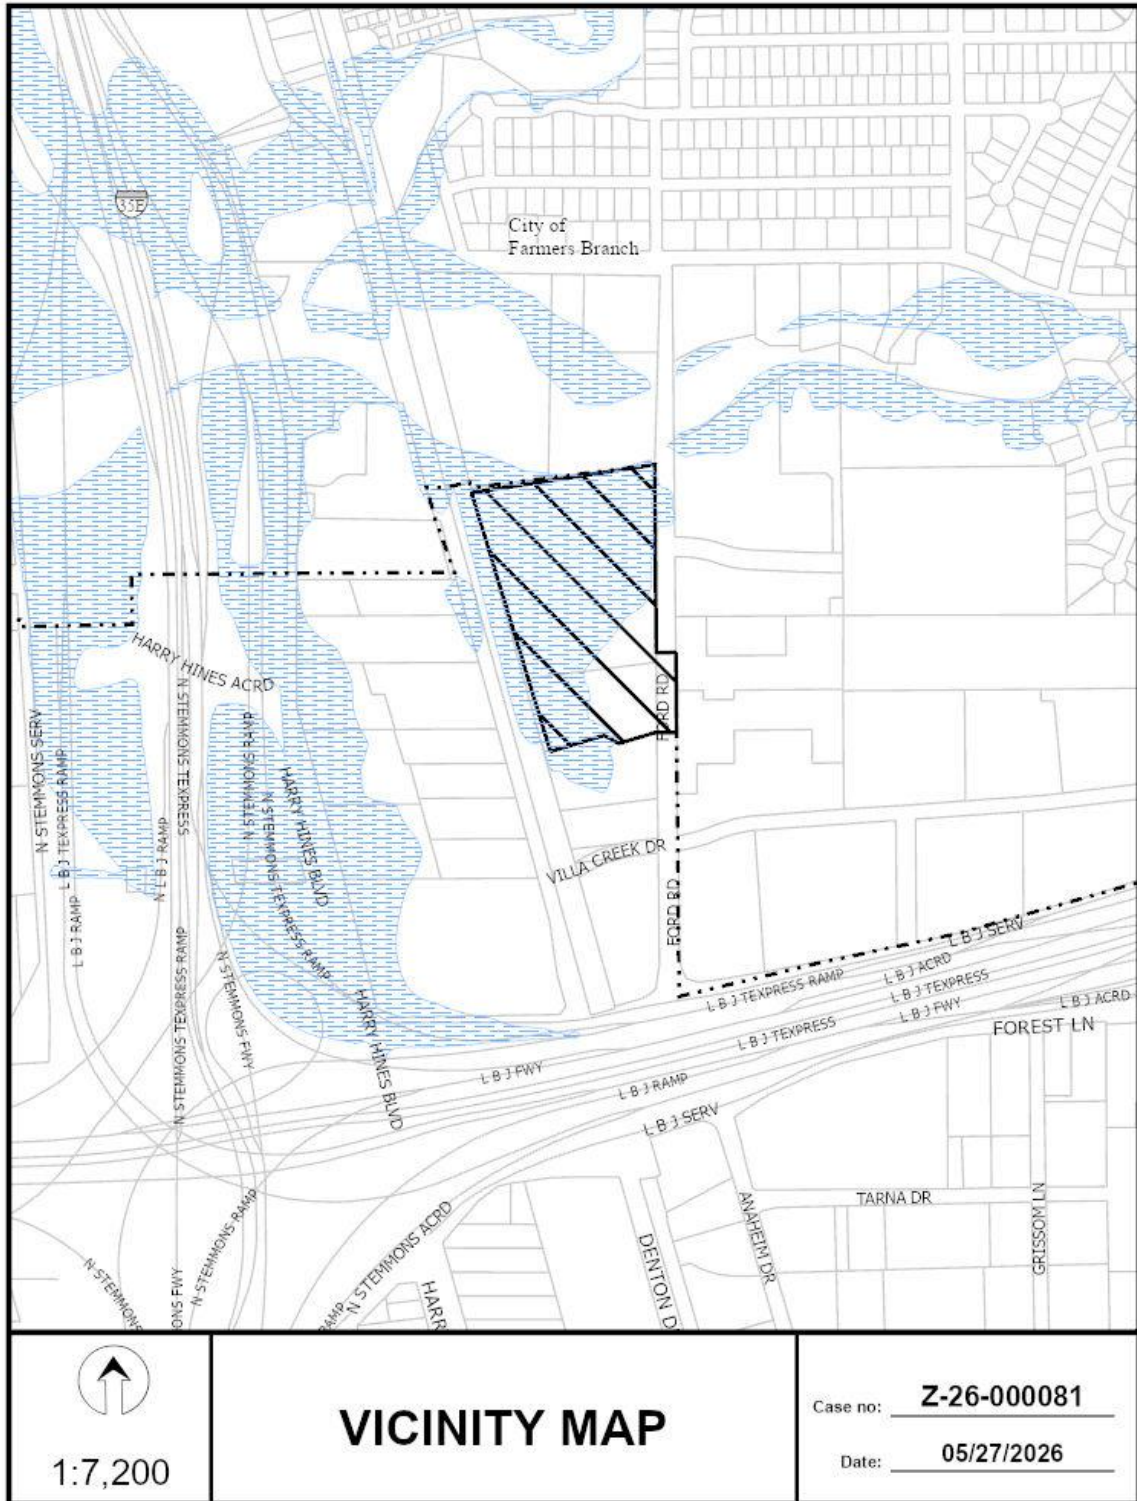 35E
City of
Farmers Branch
HARRY HINES ACRD
N STEMMONS SERV
L B J TEXPRESS RAMP
N STEMMONS TEXPRESS
N STEMMONS RAMP
HARRY HINES BLVD
N STEMMONS TEXPRESS RAMP
FORD RD
VILLA CREEK DR
N L B J RAMP
L B J RAMP
FORD RD
N STEMMONS TEXPRESS RAMP
N STEMMONS FWY
HARRY HINES BLVD
L B J SERV
L B J ACRD
L B J TEXPRESS RAMP
L B J TEXPRESS
L B J FWY
L B J ACRD
L B J TEXPRESS
FOREST LN
L B J FWY
L B J RAMP
L B J SERV
TARNA DR
ANAHEIM DR
GRISSOM LN
DENTON D
N STEMMONS RAMP
N STEMMONS ACRD
N STEMMONS
ONS FWY
RAMP
HARR
1:7,200
VICINITY MAP
Case no: Z-26-000081
Date: 05/27/2026